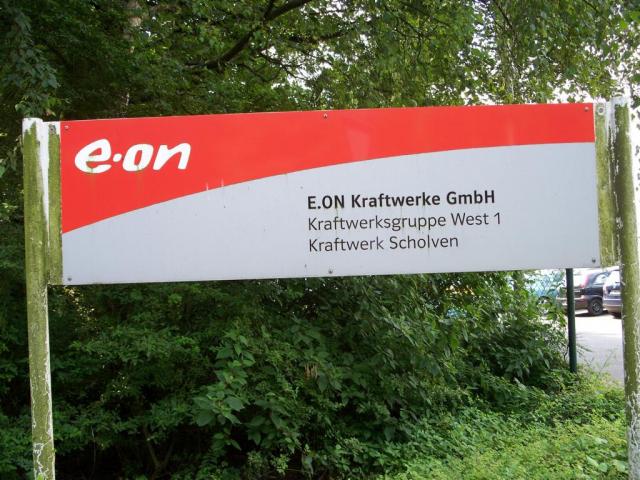 e·on
E.ON Kraftwerke GmbH
Kraftwerksgruppe West 1
Kraftwerk Scholven